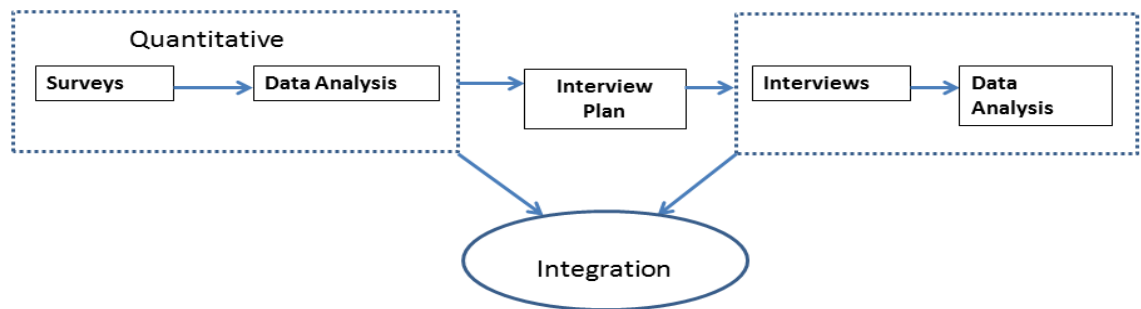 Quantitative
Surveys
Data Analysis
Interview
Plan
Interviews
Data
Analysis
Integration